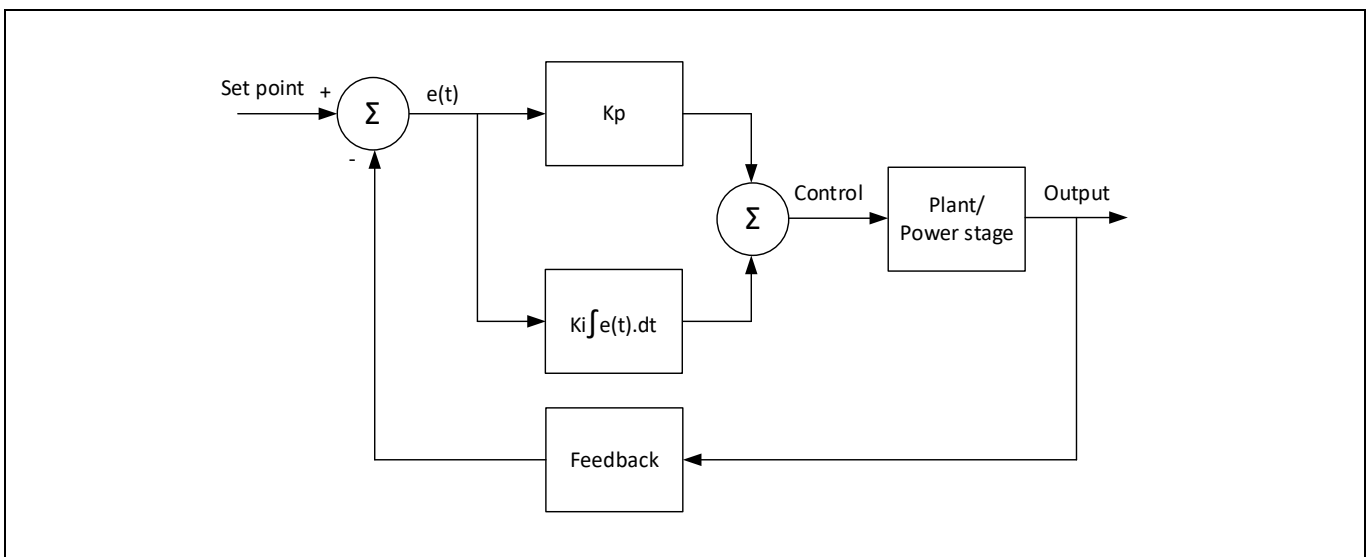 Set point
+
Σ
-
e(t)
Kp
Ki∫e(t).dt
Σ
Control
Plant/
Power stage
Output
Feedback